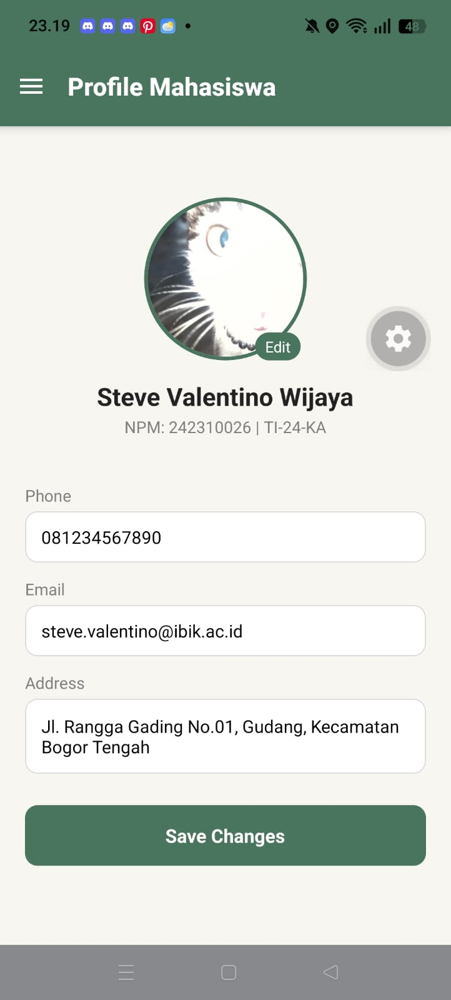 23.19
48
Profile Mahasiswa
Edit
Steve Valentino Wijaya
NPM: 242310026 | TI-24-KA
Phone
081234567890
Email
steve.valentino@ibik.ac.id
Address
Jl. Rangga Gading No.01, Gudang, Kecamatan
Bogor Tengah
Save Changes